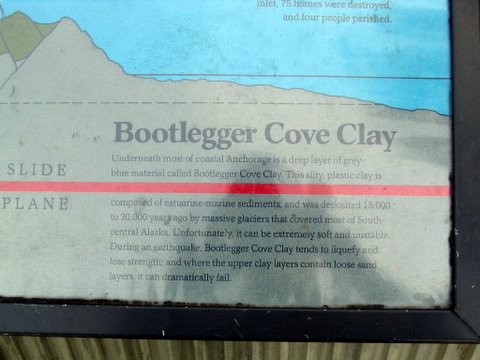 inlet, 75 homes were destroyed,
and four people perished.
Bootlegger Cove Clay
Underneath most of coastal Anchorage is a deep layer of grey-
blue material called Bootlegger Cove Clay. This silty, plastic clay is
SLIDE
PLANE
composed of estuarine-marine sediments, and was deposited 15,000
to 30,000 years ago by massive glaciers that covered most of South-
central Alaska. Unfortunately, it can be extremely soft and unstable.
During an earthquake, Bootlegger Cove Clay tends to liquefy and
lose strength; and where the upper clay layers contain loose sand
layers, it can dramatically fail.